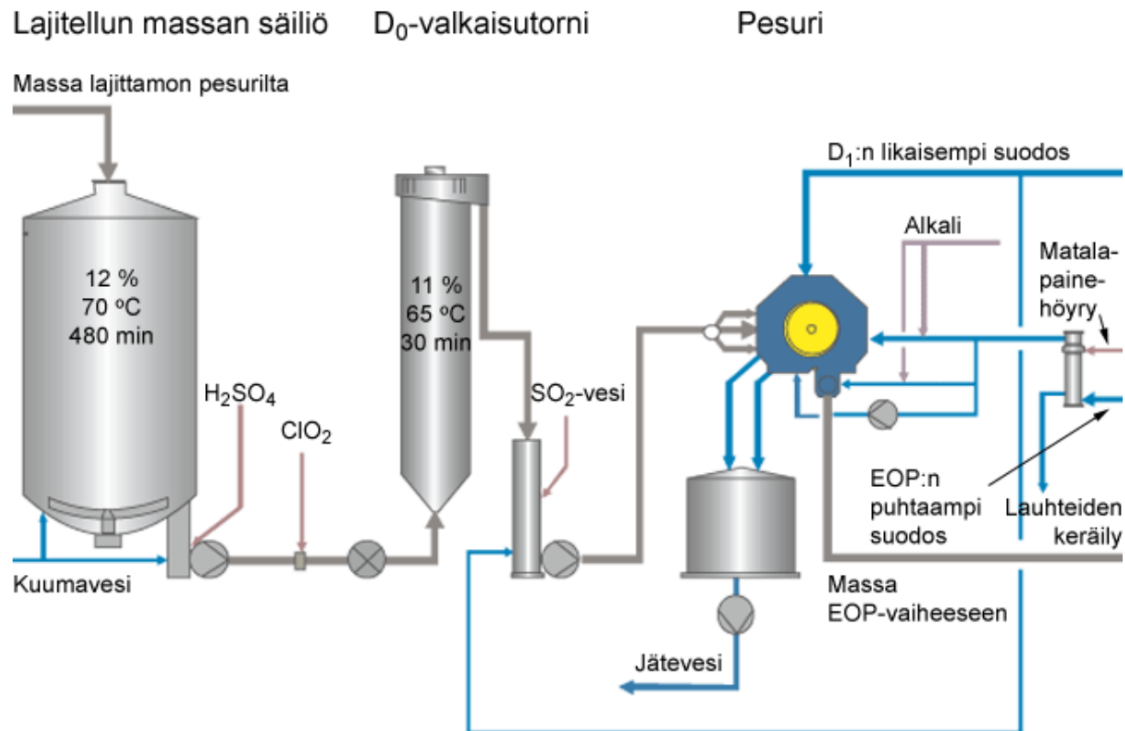 Lajitellun massan säiliö
D₀-valkaisutorni
Pesuri
Massa lajittamon pesurilta
D₁:n likaisempi suodos
Alkali
Matala-
paine-
höyry
12 %
70 ºC
480 min
11 %
65 ºC
30 min
H₂SO₄
ClO₂
SO₂-vesi
EOP:n
puhtaampi
suodos
Lauhteiden
keräily
Kuumavesi
Massa
EOP-vaiheeseen
Jätevesi